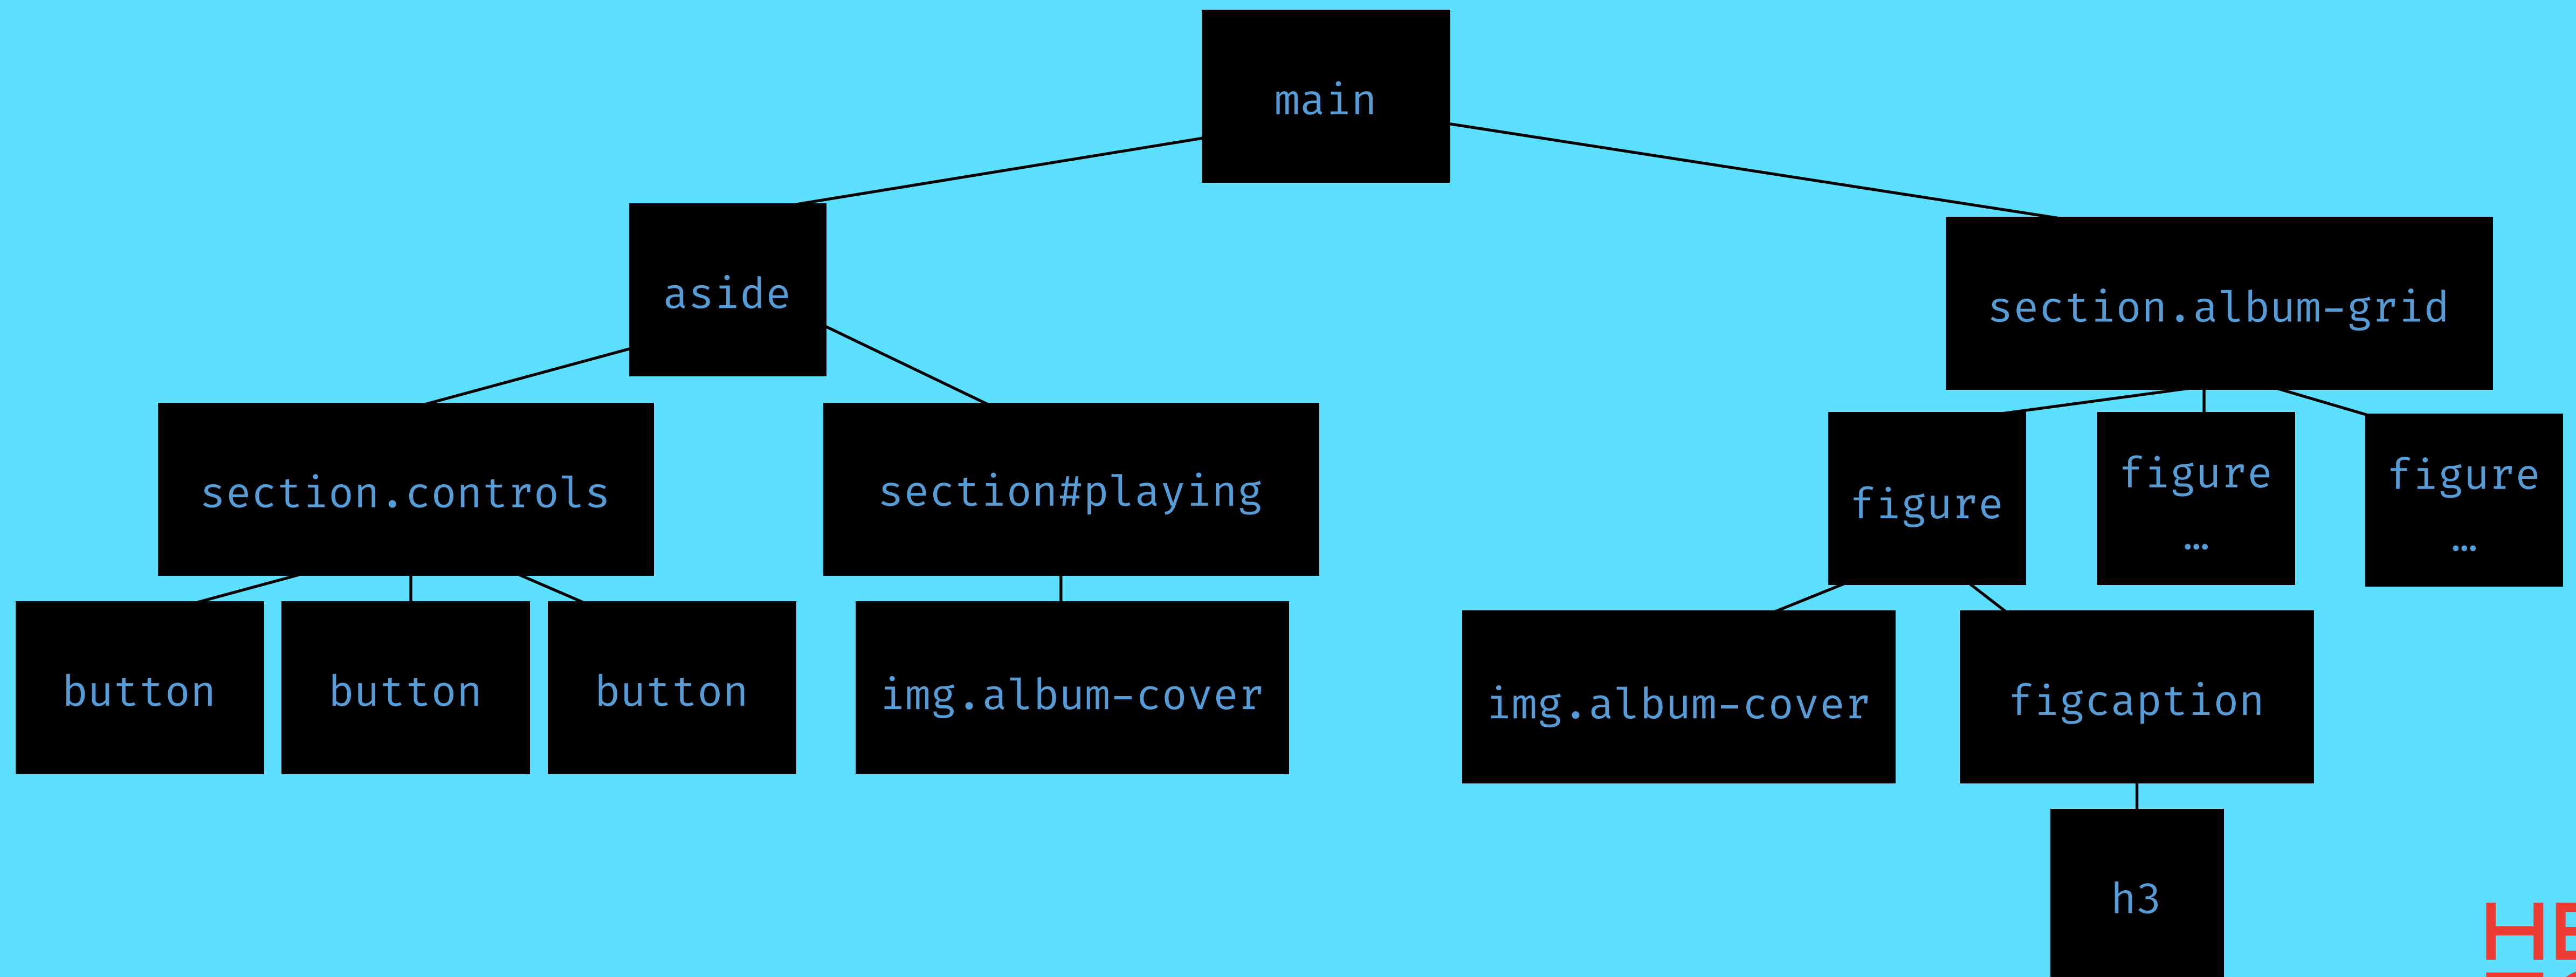 main
aside
section.album-grid
section.controls
section#playing
figure
figure
…
figure
…
button
button
button
img.album-cover
img.album-cover
figcaption
h3